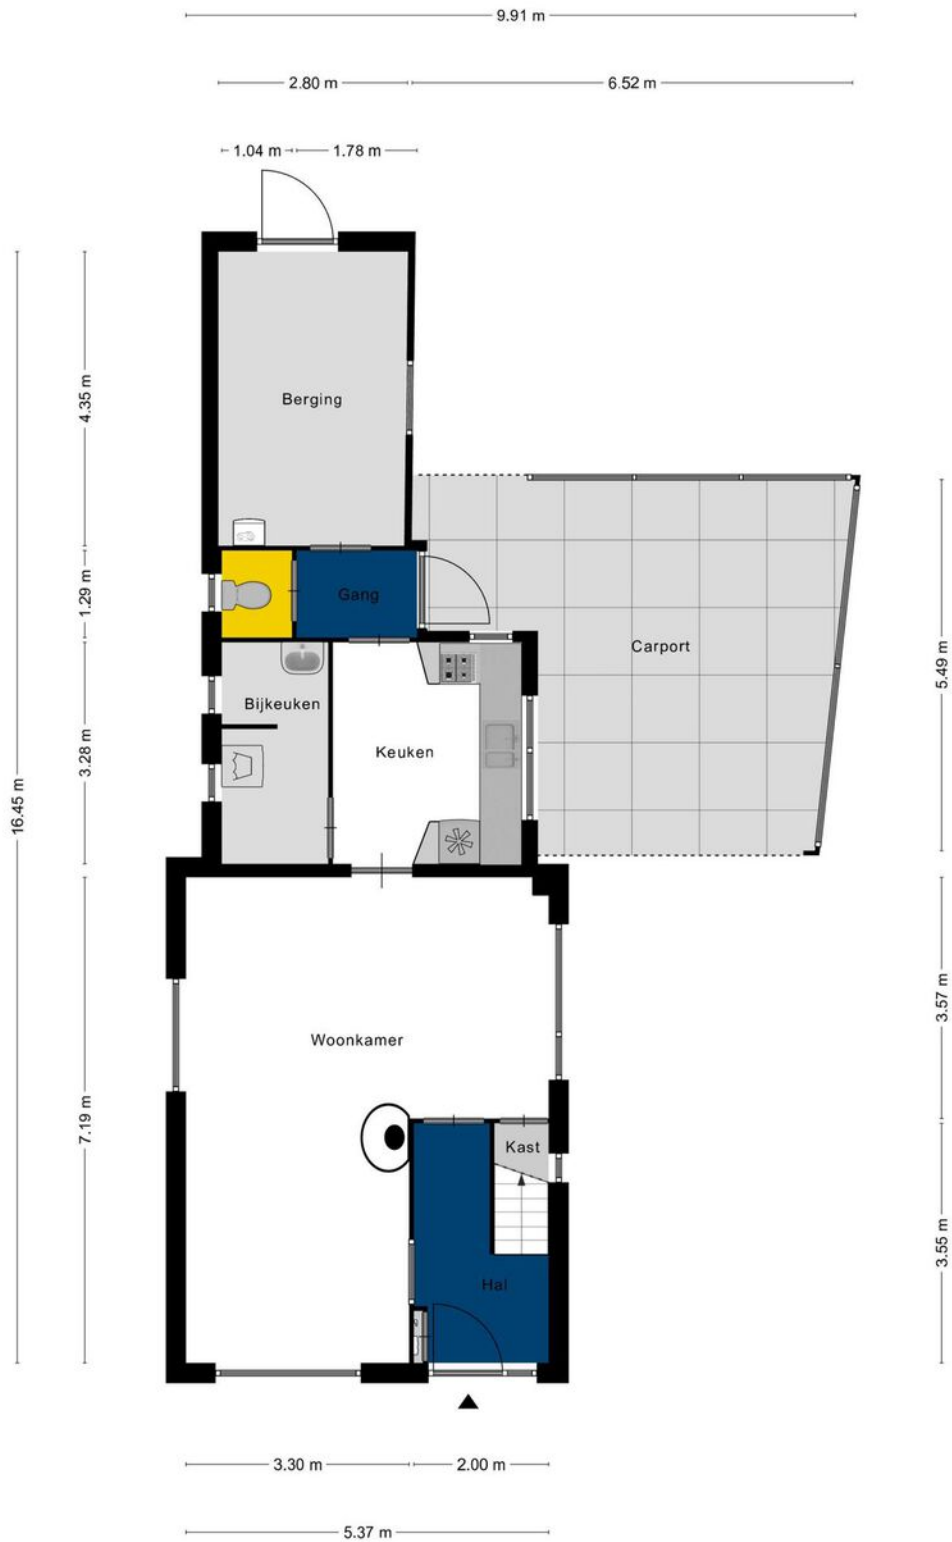 9.91 m
2.80 m
6.52 m
1.04 m
1.78 m
4.35 m
Berging
1.29 m
Gang
Carport
5.49 m
Bijkeuken
Keuken
3.28 m
16.45 m
3.57 m
Woonkamer
7.19 m
Kast
3.55 m
Hal
3.30 m
2.00 m
5.37 m